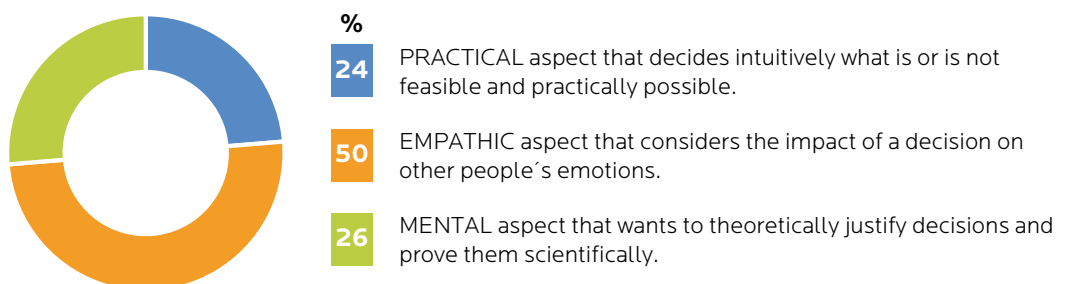 %
24
PRACTICAL aspect that decides intuitively what is or is not
feasible and practically possible.
50
EMPATHIC aspect that considers the impact of a decision on
other people´s emotions.
26
MENTAL aspect that wants to theoretically justify decisions and
prove them scientifically.